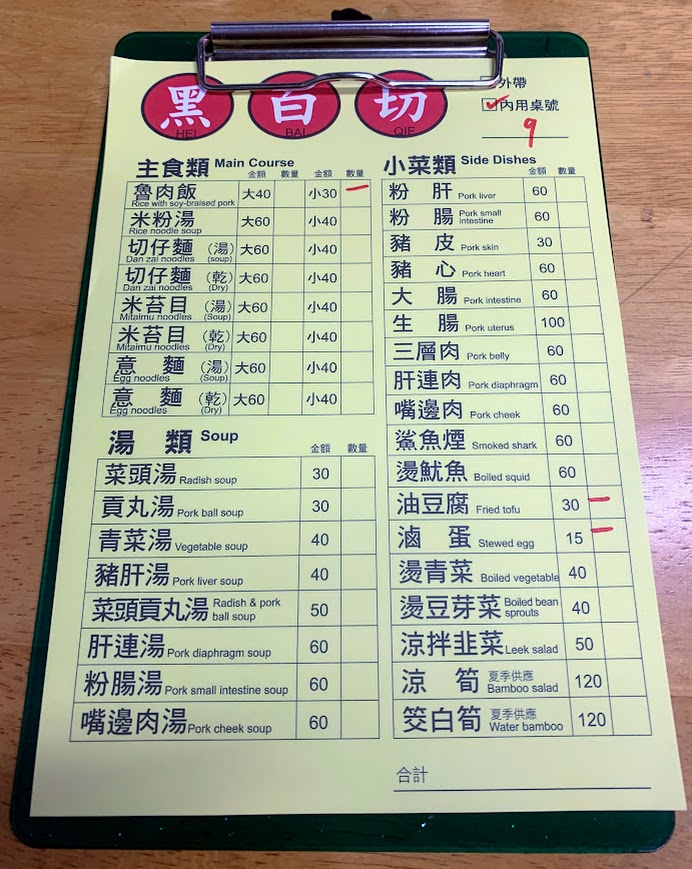 黑 白 切
HEI BAI QIE
外帶
內用桌號
9
主食類 Main Course
金額 數量 金額 數量
魯肉飯 大40 小30
Rice with soy-braised pork
米粉湯 大60 小40
Rice noodle soup
切仔麵 (湯) 大60 小40
Dan zai noodles (soup)
切仔麵 (乾) 大60 小40
Dan zai noodles (Dry)
米苔目 (湯) 大60 小40
Mitaimu noodles (Soup)
米苔目 (乾) 大60 小40
Mitaimu noodles (Dry)
意 麵 (湯) 大60 小40
Egg noodles (Soup)
意 麵 (乾) 大60 小40
Egg noodles (Dry)
湯 類 Soup
金額 數量
菜頭湯 Radish soup 30
貢丸湯 Pork ball soup 30
青菜湯 Vegetable soup 40
豬肝湯 Pork liver soup 40
菜頭貢丸湯 Radish & pork ball soup 50
肝連湯 Pork diaphragm soup 60
粉腸湯 Pork small intestine soup 60
嘴邊肉湯 Pork cheek soup 60
小菜類 Side Dishes
金額 數量
粉 肝 Pork liver 60
粉 腸 Pork small intestine 60
豬 皮 Pork skin 30
豬 心 Pork heart 60
大 腸 Pork intestine 60
生 腸 Pork uterus 100
三層肉 Pork belly 60
肝連肉 Pork diaphragm 60
嘴邊肉 Pork cheek 60
鯊魚煙 Smoked shark 60
燙魷魚 Boiled squid 60
油豆腐 Fried tofu 30
滷 蛋 Stewed egg 15
燙青菜 Boiled vegetable 40
燙豆芽菜 Boiled bean sprouts 40
涼拌韭菜 Leek salad 50
涼 筍 夏季供應 Bamboo salad 120
筊白筍 夏季供應 Water bamboo 120
合計